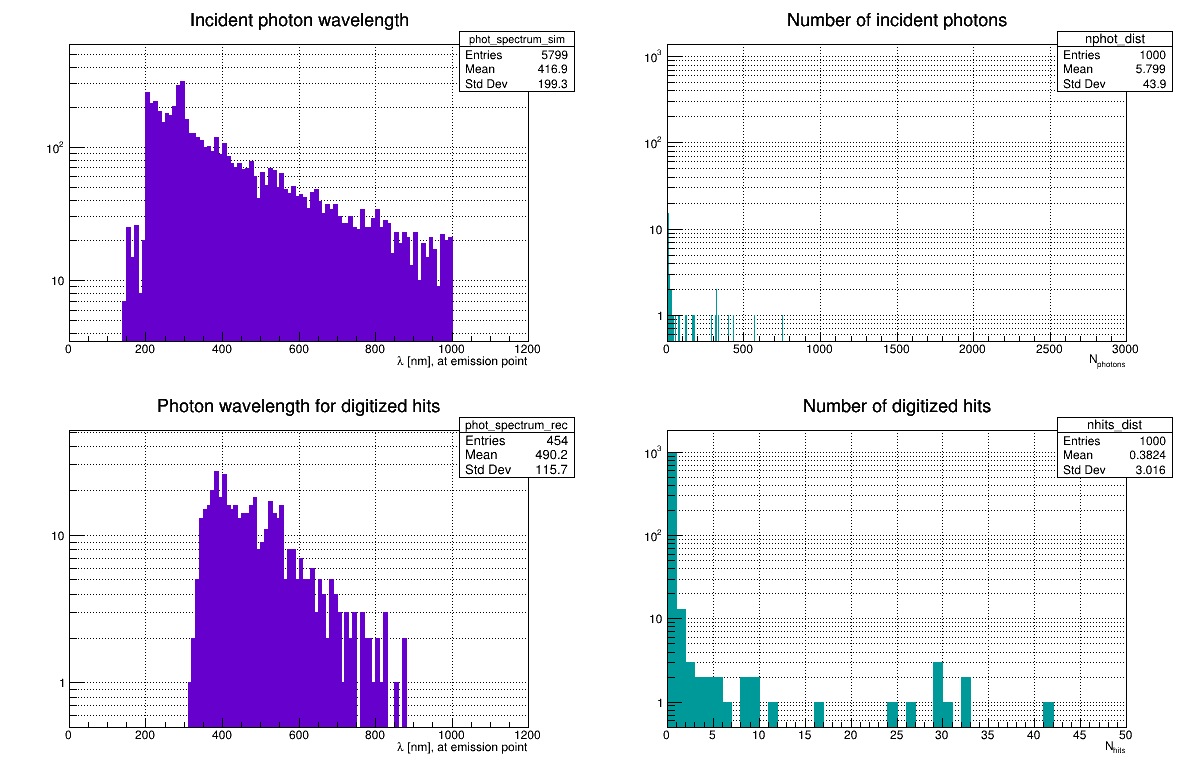 Incident photon wavelength
phot_spectrum_sim
Entries 5799
Mean 416.9
Std Dev 199.3
10²
10
0 200 400 600 800 1000 1200
λ [nm], at emission point
Number of incident photons
nphot_dist
Entries 1000
Mean 5.799
Std Dev 43.9
10³
10²
10
1
0 500 1000 1500 2000 2500 3000
Nphotons
Photon wavelength for digitized hits
phot_spectrum_rec
Entries 454
Mean 490.2
Std Dev 115.7
10
1
0 200 400 600 800 1000 1200
λ [nm], at emission point
Number of digitized hits
nhits_dist
Entries 1000
Mean 0.3824
Std Dev 3.016
10³
10²
10
1
0 5 10 15 20 25 30 35 40 45 50
Nhits